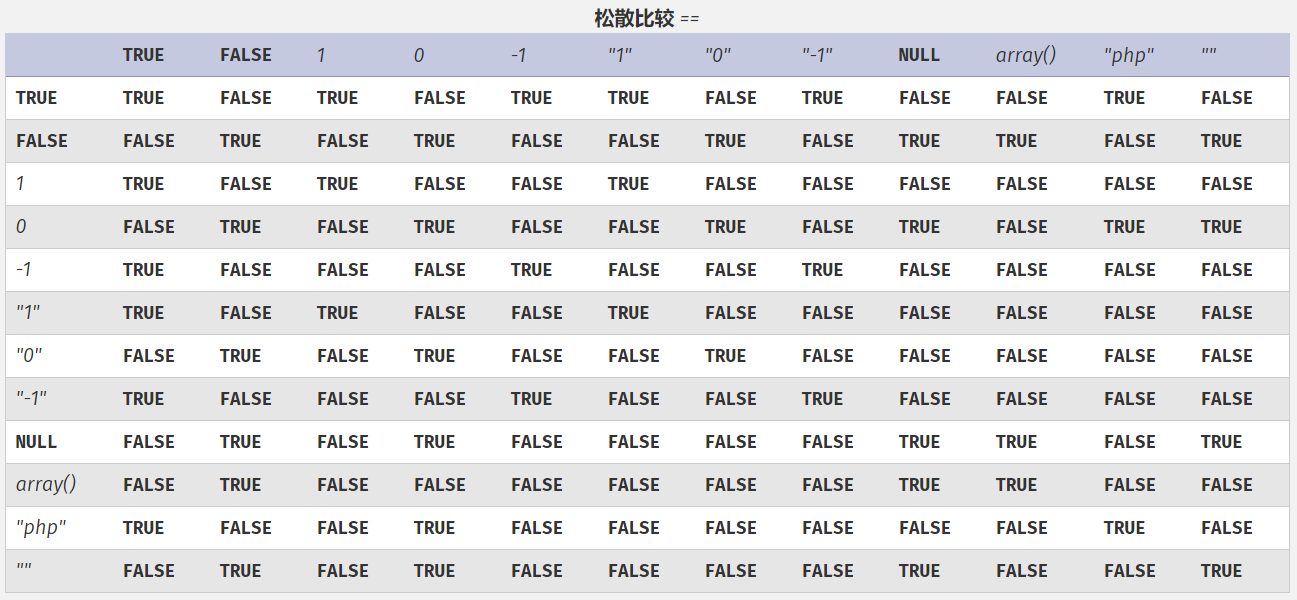 松散比较 ==
TRUE FALSE 1 0 -1 "1" "0" "-1" NULL array() "php" ""
TRUE TRUE FALSE TRUE FALSE TRUE TRUE FALSE TRUE FALSE FALSE TRUE FALSE
FALSE FALSE TRUE FALSE TRUE FALSE FALSE TRUE FALSE TRUE TRUE FALSE TRUE
1 TRUE FALSE TRUE FALSE FALSE TRUE FALSE FALSE FALSE FALSE FALSE FALSE
0 FALSE TRUE FALSE TRUE FALSE FALSE TRUE FALSE TRUE FALSE TRUE TRUE
-1 TRUE FALSE FALSE FALSE TRUE FALSE FALSE TRUE FALSE FALSE FALSE FALSE
"1" TRUE FALSE TRUE FALSE FALSE TRUE FALSE FALSE FALSE FALSE FALSE FALSE
"0" FALSE TRUE FALSE TRUE FALSE FALSE TRUE FALSE FALSE FALSE FALSE FALSE
"-1" TRUE FALSE FALSE FALSE TRUE FALSE FALSE TRUE FALSE FALSE FALSE FALSE
NULL FALSE TRUE FALSE TRUE FALSE FALSE FALSE FALSE TRUE TRUE FALSE TRUE
array() FALSE TRUE FALSE FALSE FALSE FALSE FALSE FALSE TRUE TRUE FALSE FALSE
"php" TRUE FALSE FALSE TRUE FALSE FALSE FALSE FALSE FALSE FALSE TRUE FALSE
"" FALSE TRUE FALSE TRUE FALSE FALSE FALSE FALSE TRUE FALSE FALSE TRUE